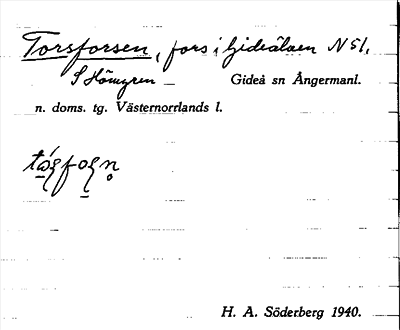 Torsforsen, fors i Gideälven N 51.
S Hömyren — Gideå sn Ångermanl.
n. doms. tg. Västernorrlands l.
H. A. Söderberg 1940.